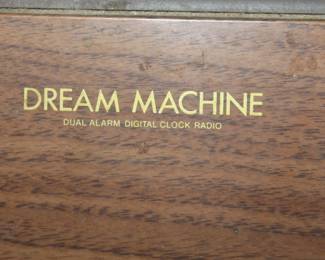 DREAM MACHINE
DUAL ALARM DIGITAL CLOCK RADIO